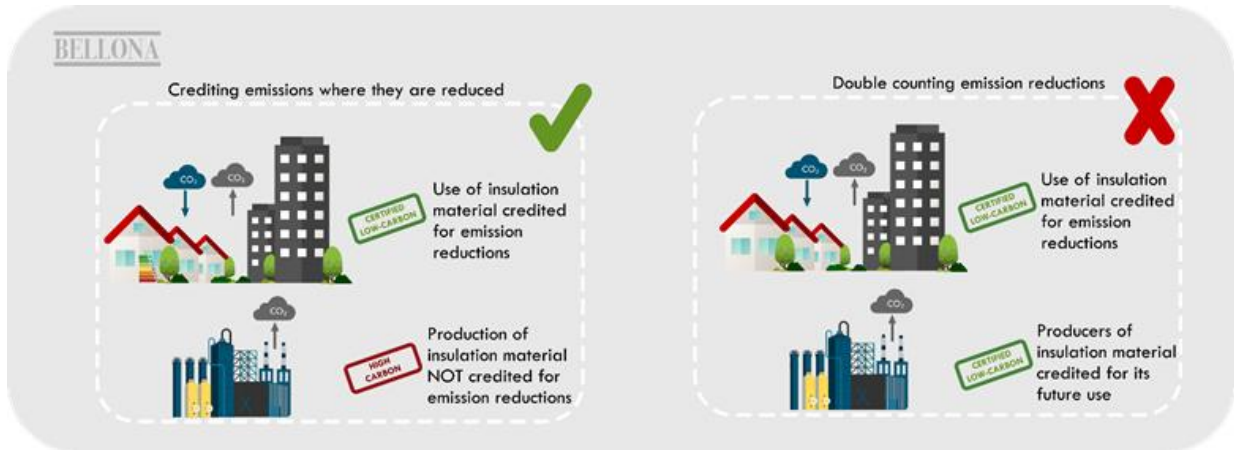 BELLONA
Crediting emissions where they are reduced
CO₂
CO₂
CERTIFIED
LOW-CARBON
Use of insulation
material credited
for emission
reductions
CO₂
HIGH
CARBON
Production of
insulation material
NOT credited for
emission reductions
Double counting emission reductions
CO₂
CO₂
CERTIFIED
LOW-CARBON
Use of insulation
material credited
for emission
reductions
CO₂
CERTIFIED
LOW-CARBON
Producers of
insulation material
credited for its
future use